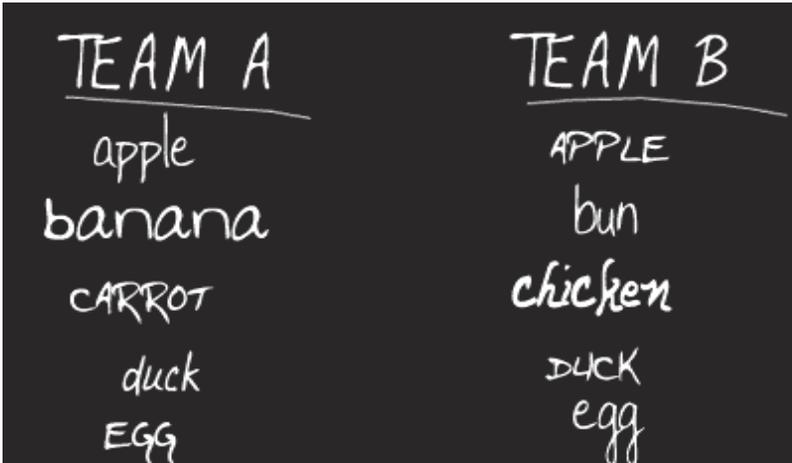 TEAM A
apple
banana
CARROT
duck
EGG
TEAM B
APPLE
bun
chicken
DUCK
egg